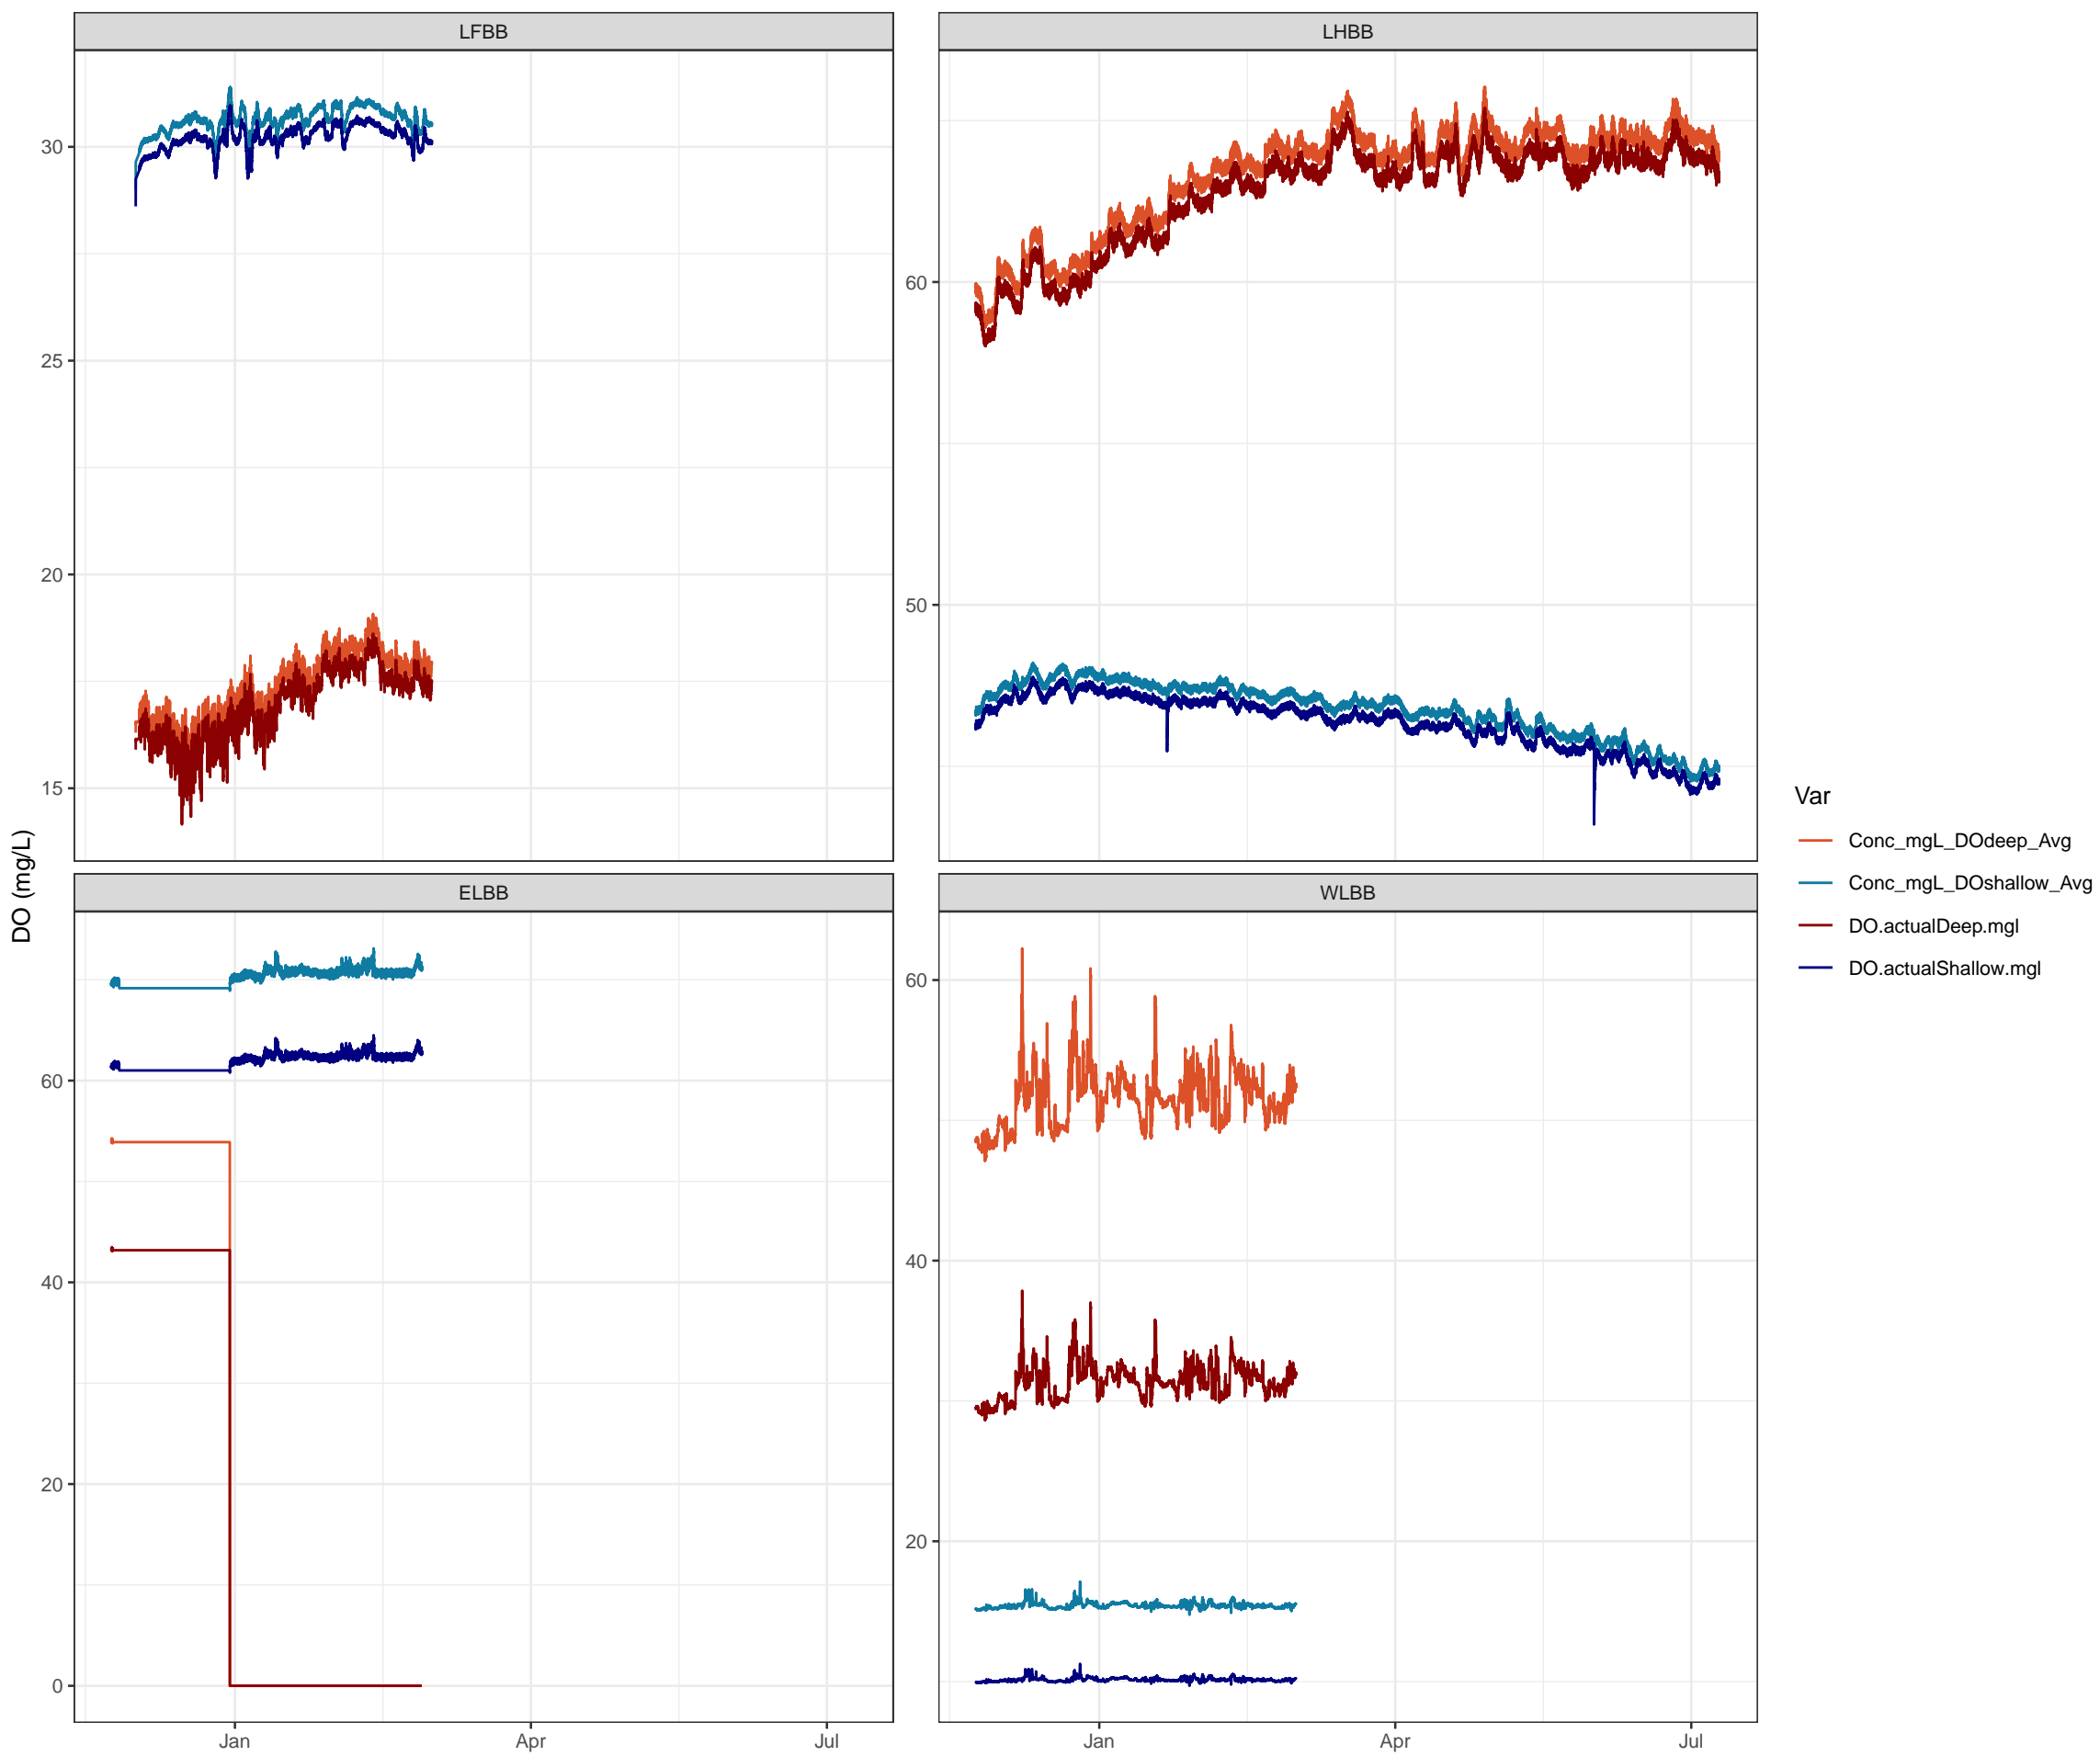 LFBB
LHBB
30
25
20
15
60
50
DO (mg/L)
ELBB
WLBB
60
40
20
0
60
40
20
Jan
Apr
Jul
Jan
Apr
Jul
Var
Conc_mgL_DOdeep_Avg
Conc_mgL_DOshallow_Avg
DO.actualDeep.mgl
DO.actualShallow.mgl